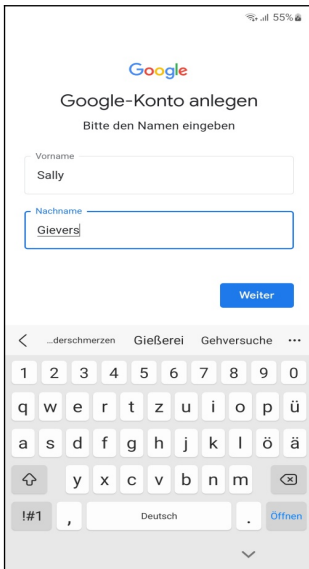 55%
Google
Google-Konto anlegen
Bitte den Namen eingeben
Vorname
Sally
Nachname
Gievers
Weiter
...derschmerzen Gießerei Gehversuche ...
1 2 3 4 5 6 7 8 9 0
q w e r t z u i o p ü
a s d f g h j k l ö ä
y x c v b n m
!#1 , Deutsch . Öffnen